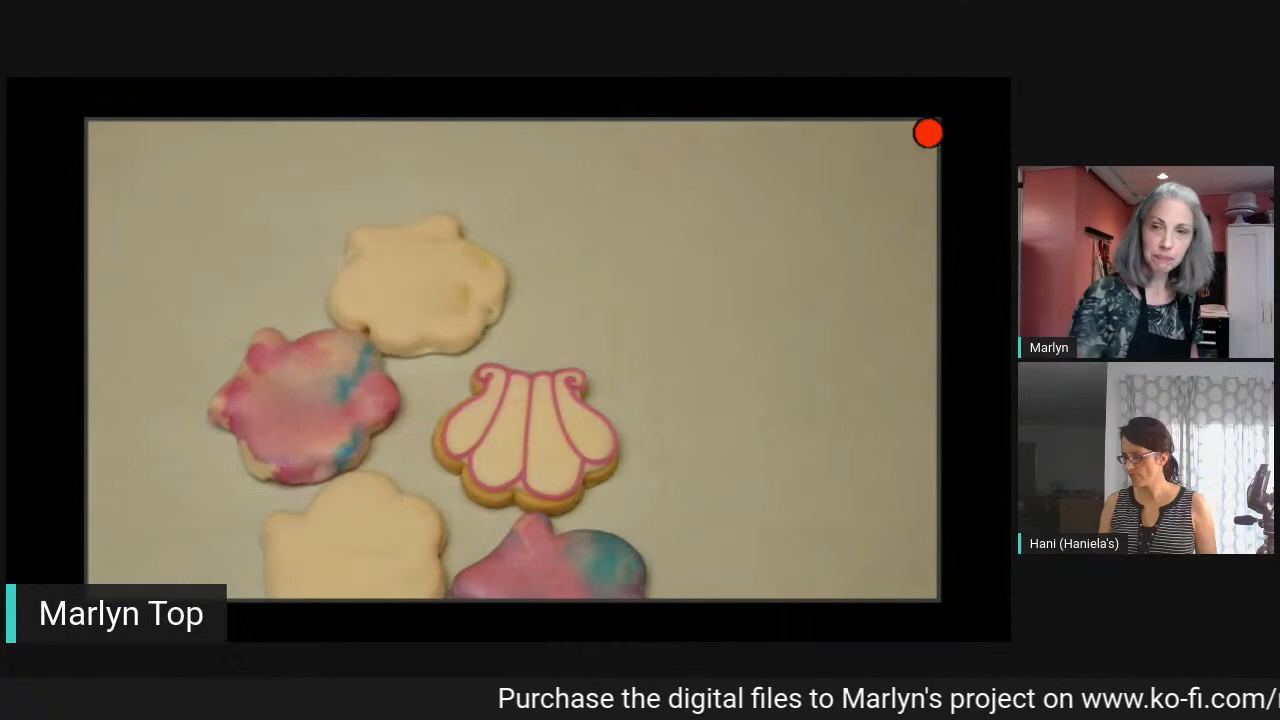 Marlyn
Hani (Haniela's)
Marlyn Top
Purchase the digital files to Marlyn's project on www.ko-fi.com/